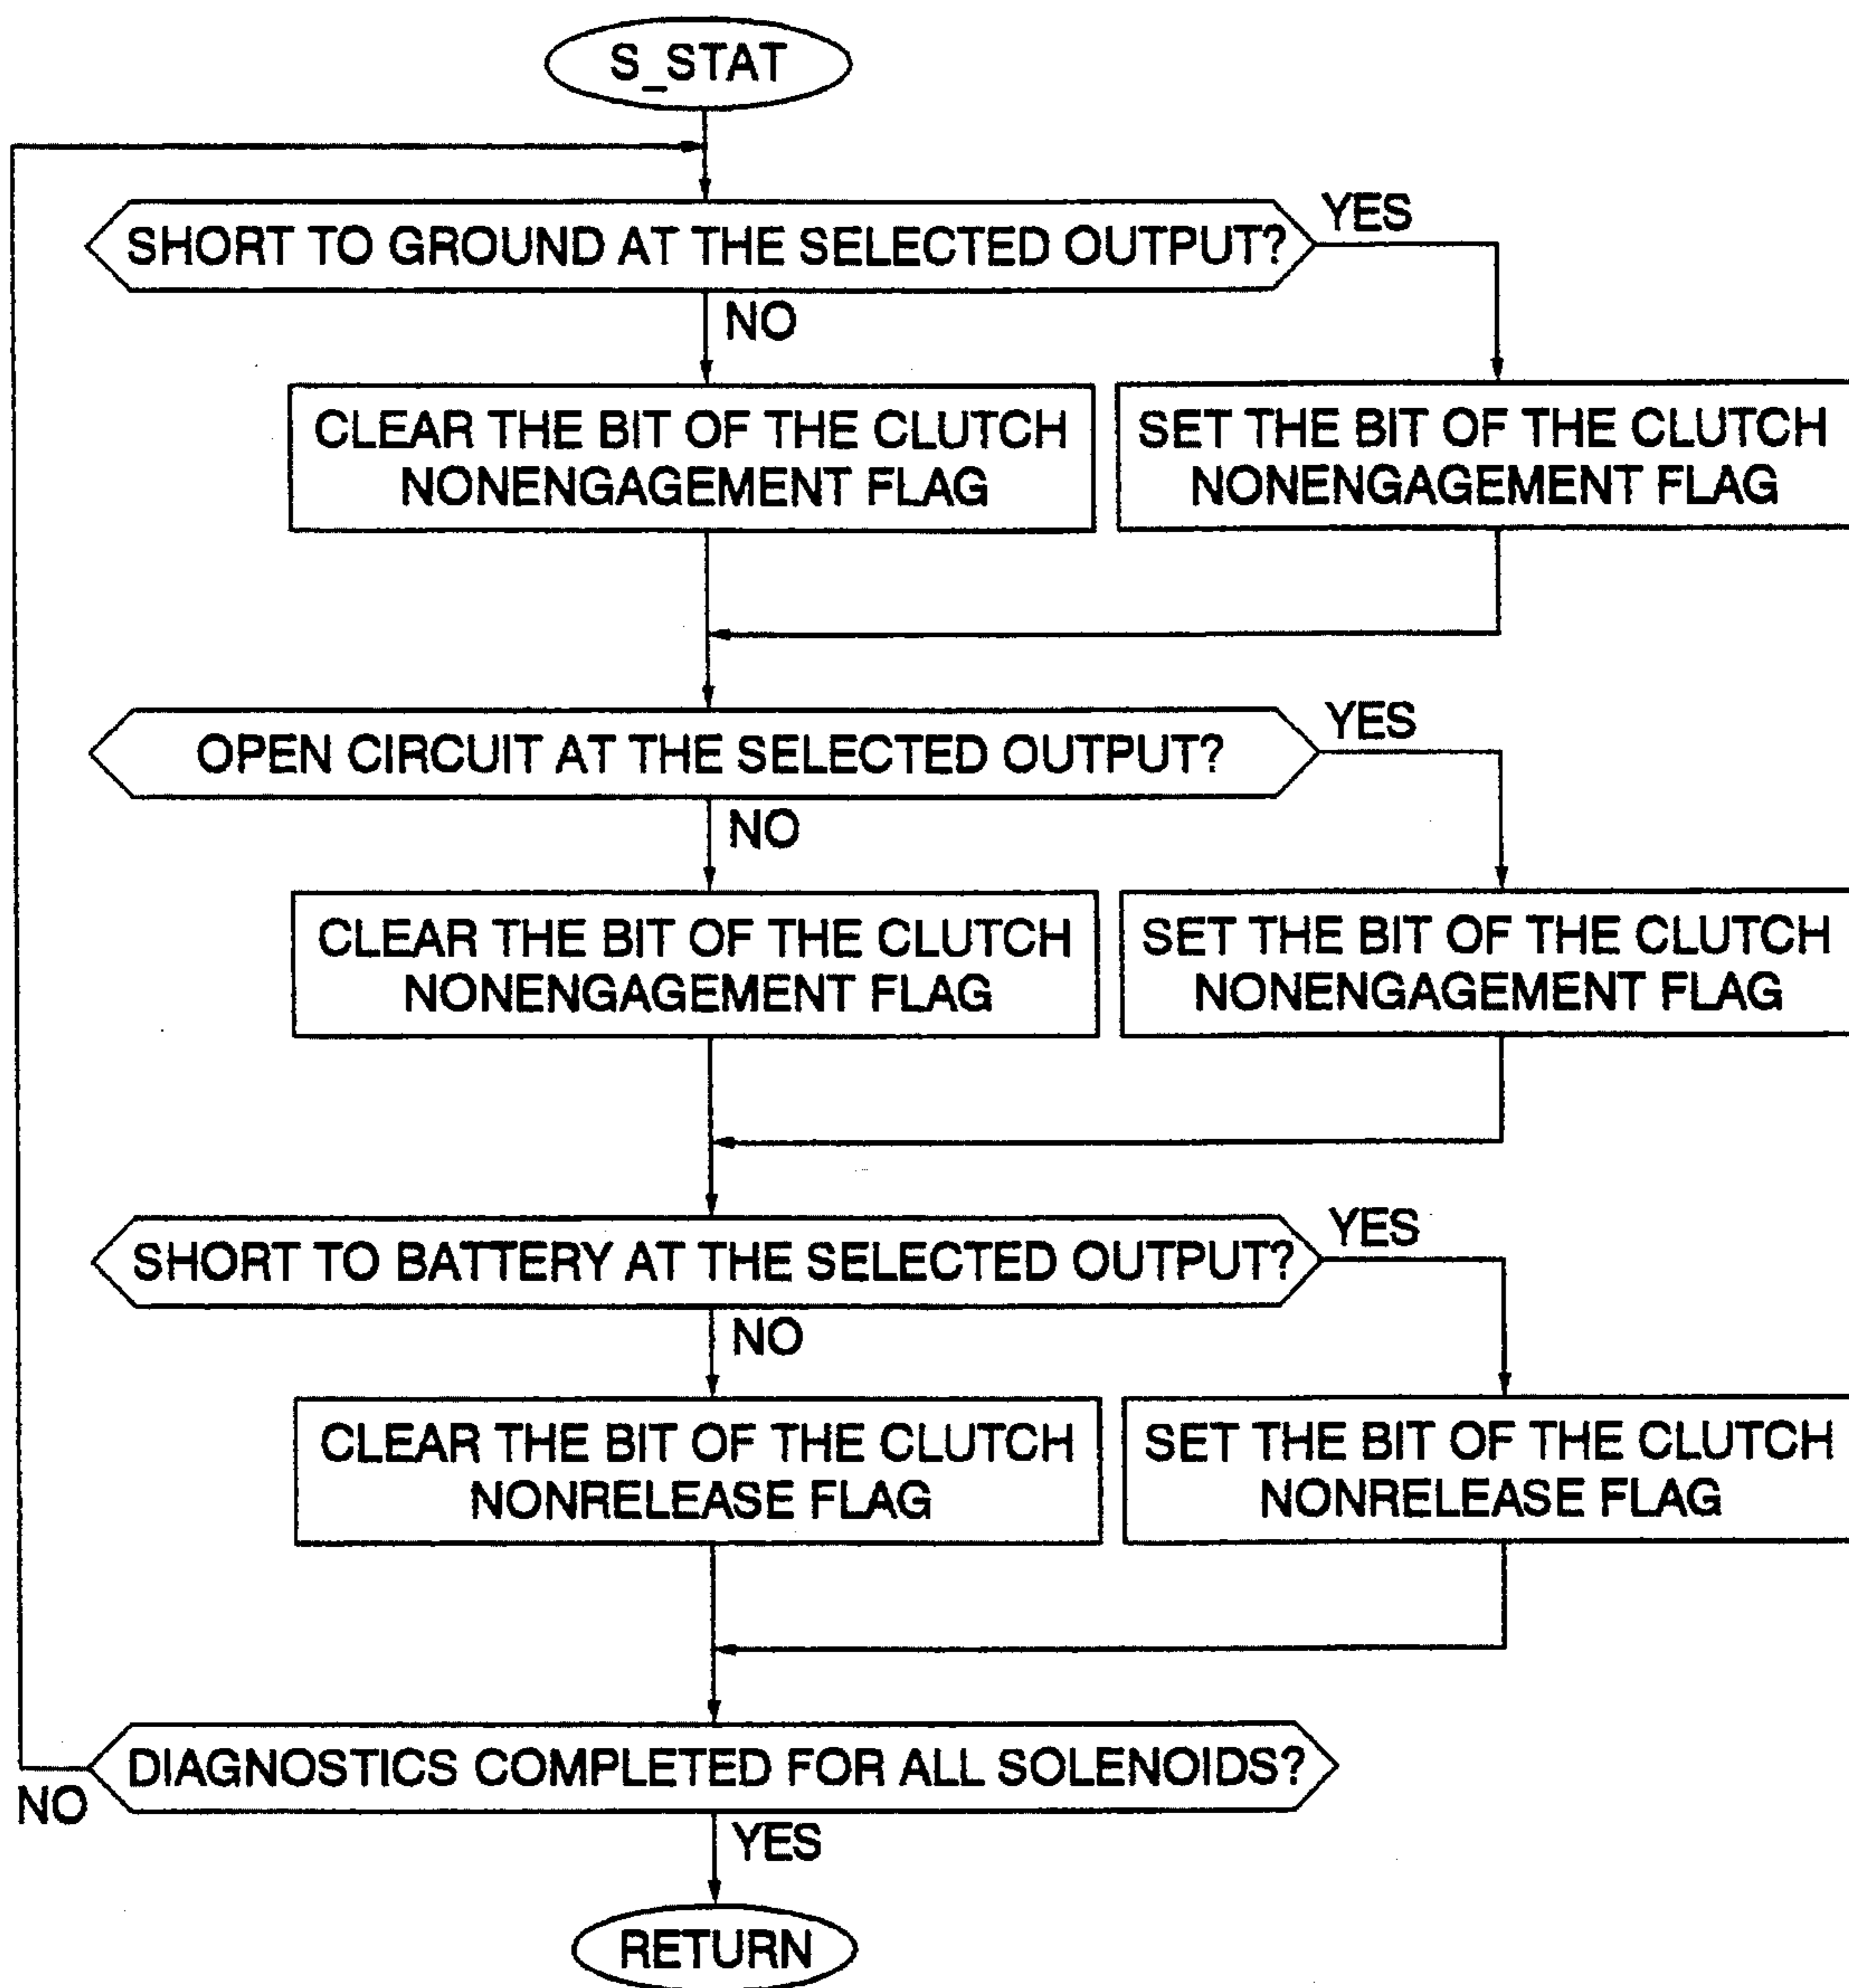 S_STAT
SHORT TO GROUND AT THE SELECTED OUTPUT?
YES
NO
CLEAR THE BIT OF THE CLUTCH
NONENGAGEMENT FLAG
SET THE BIT OF THE CLUTCH
NONENGAGEMENT FLAG
OPEN CIRCUIT AT THE SELECTED OUTPUT?
YES
NO
CLEAR THE BIT OF THE CLUTCH
NONENGAGEMENT FLAG
SET THE BIT OF THE CLUTCH
NONENGAGEMENT FLAG
SHORT TO BATTERY AT THE SELECTED OUTPUT?
YES
NO
CLEAR THE BIT OF THE CLUTCH
NONRELEASE FLAG
SET THE BIT OF THE CLUTCH
NONRELEASE FLAG
DIAGNOSTICS COMPLETED FOR ALL SOLENOIDS?
NO
YES
RETURN